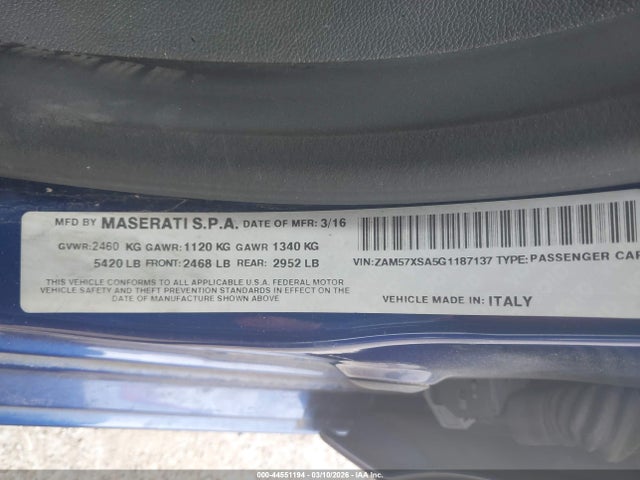 MFD BY MASERATI S.P.A. DATE OF MFR: 3/16
GVWR:2460 KG GAWR:1120 KG GAWR 1340 KG
5420 LB FRONT:2468 LB REAR: 2952 LB
THIS VEHICLE CONFORMS TO ALL APPLICABLE U.S.A. FEDERAL MOTOR
VEHICLE SAFETY AND THEFT PREVENTION STANDARDS IN EFFECT ON THE
DATE OF MANUFACTURE SHOWN ABOVE
VIN:ZAM57XSA5G1187137 TYPE:PASSENGER CAR
VEHICLE MADE IN: ITALY
000-44551194 - 03/10/2026 - © IAA, LLC